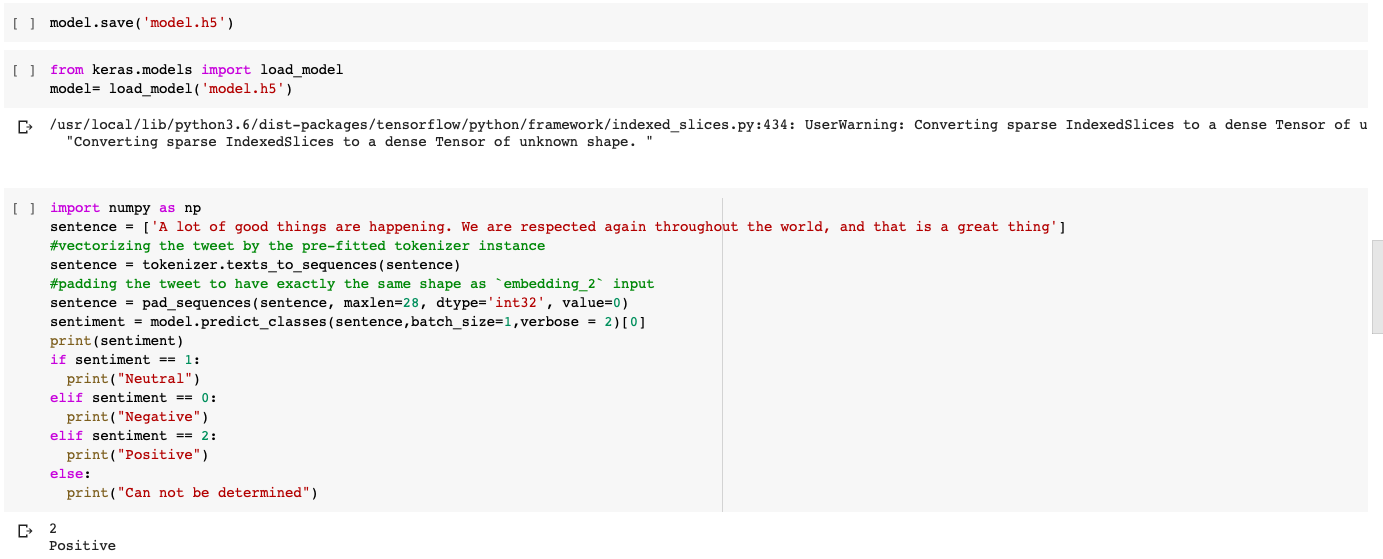 [ ] model.save('model.h5')
[ ] from keras.models import load_model
model= load_model('model.h5')
/usr/local/lib/python3.6/dist-packages/tensorflow/python/framework/indexed_slices.py:434: UserWarning: Converting sparse IndexedSlices to a dense Tensor of u
"Converting sparse IndexedSlices to a dense Tensor of unknown shape. "
[ ] import numpy as np
sentence = ['A lot of good things are happening. We are respected again throughout the world, and that is a great thing']
#vectorizing the tweet by the pre-fitted tokenizer instance
sentence = tokenizer.texts_to_sequences(sentence)
#padding the tweet to have exactly the same shape as `embedding_2` input
sentence = pad_sequences(sentence, maxlen=28, dtype='int32', value=0)
sentiment = model.predict_classes(sentence,batch_size=1,verbose = 2)[0]
print(sentiment)
if sentiment == 1:
  print("Neutral")
elif sentiment == 0:
  print("Negative")
elif sentiment == 2:
  print("Positive")
else:
  print("Can not be determined")
2
Positive